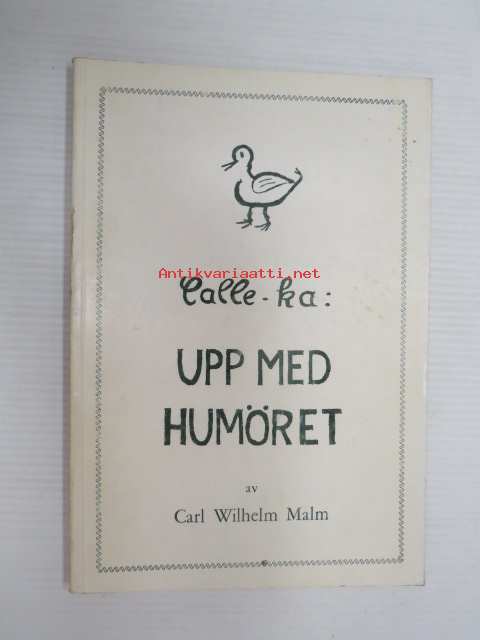 Antikvariaatti.net
Calle-ka:
UPP MED
HUMÖRET
av
Carl Wilhelm Malm